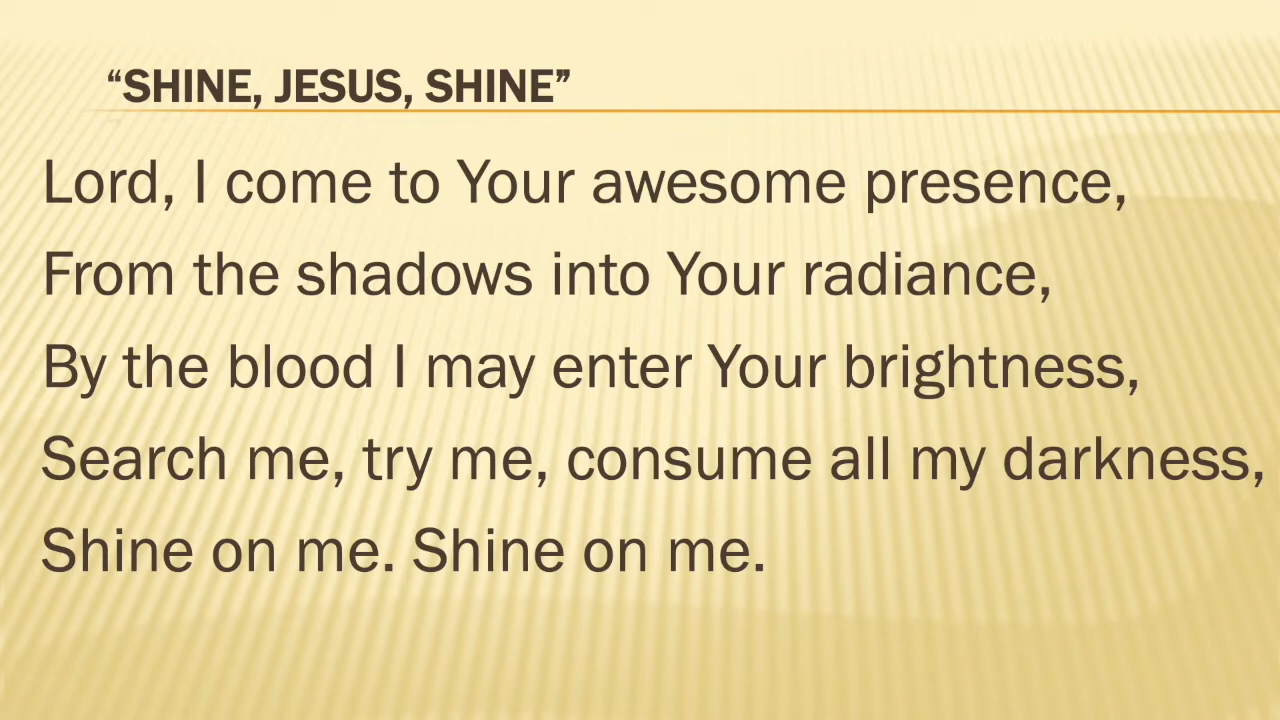 “SHINE, JESUS, SHINE”
Lord, I come to Your awesome presence,
From the shadows into Your radiance,
By the blood I may enter Your brightness,
Search me, try me, consume all my darkness,
Shine on me. Shine on me.